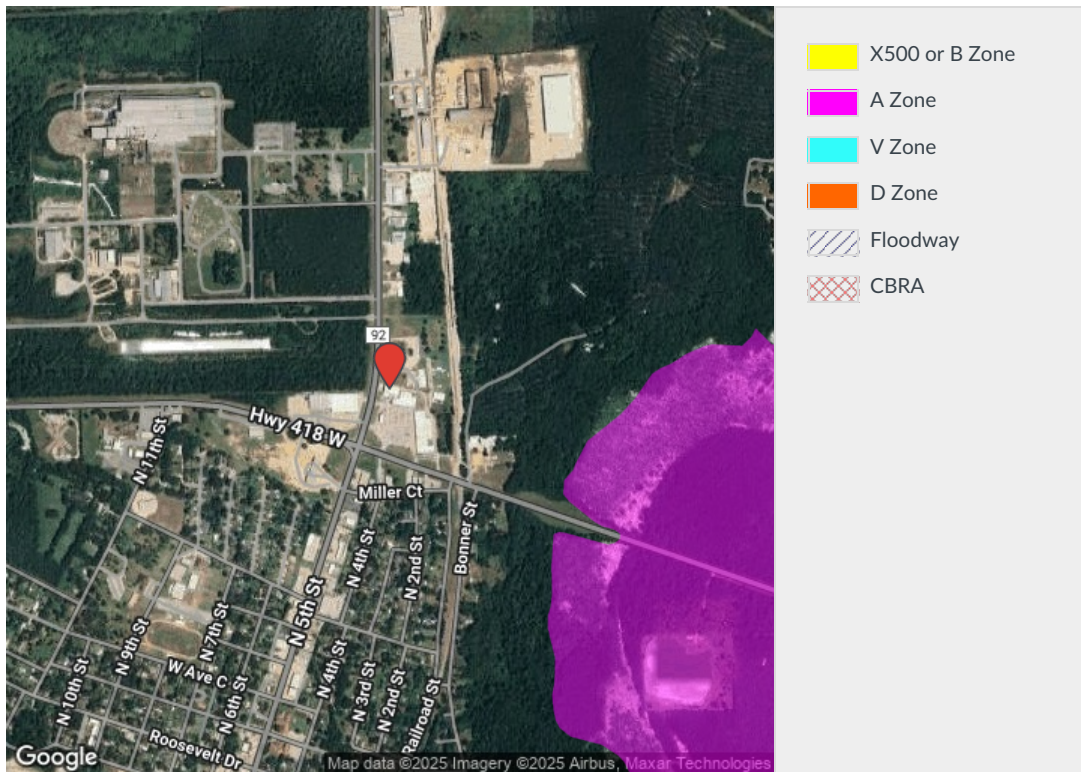 X500 or B Zone
A Zone
V Zone
D Zone
Floodway
CBRA
92
Hwy 418 W
N 11th St
Miller Ct
Bonner St
N 4th St
N 2nd St
N 5th St
N 7th St
N 9th St
W Ave C
N 4th St
N 3rd St
N 2nd St
N 10th St
N 6th St
Railroad St
Roosevelt Dr
Google
Map data ©2025 Imagery ©2025 Airbus, Maxar Technologies